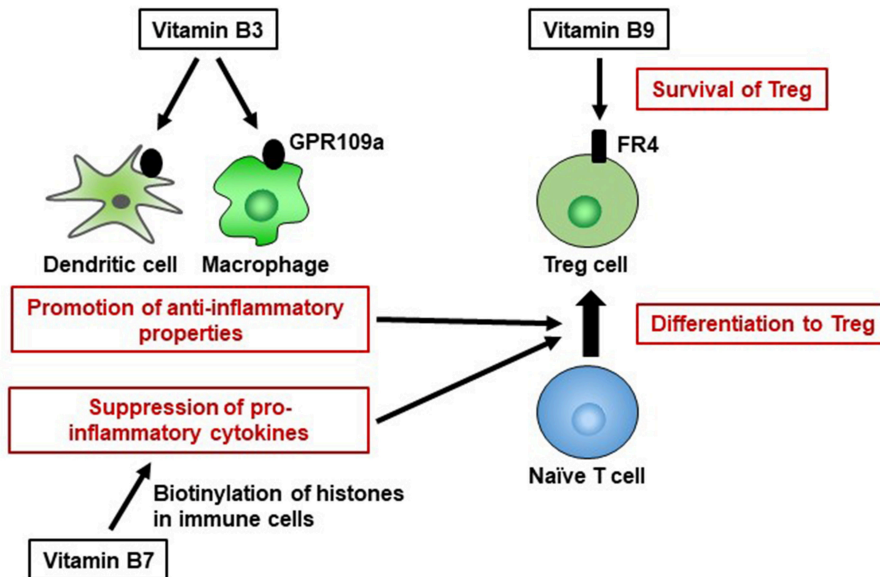 Vitamin B3
Vitamin B9
Survival of Treg
GPR109a
FR4
Dendritic cell
Macrophage
Treg cell
Promotion of anti-inflammatory
properties
Differentiation to Treg
Suppression of pro-
inflammatory cytokines
Naïve T cell
Biotinylation of histones
in immune cells
Vitamin B7